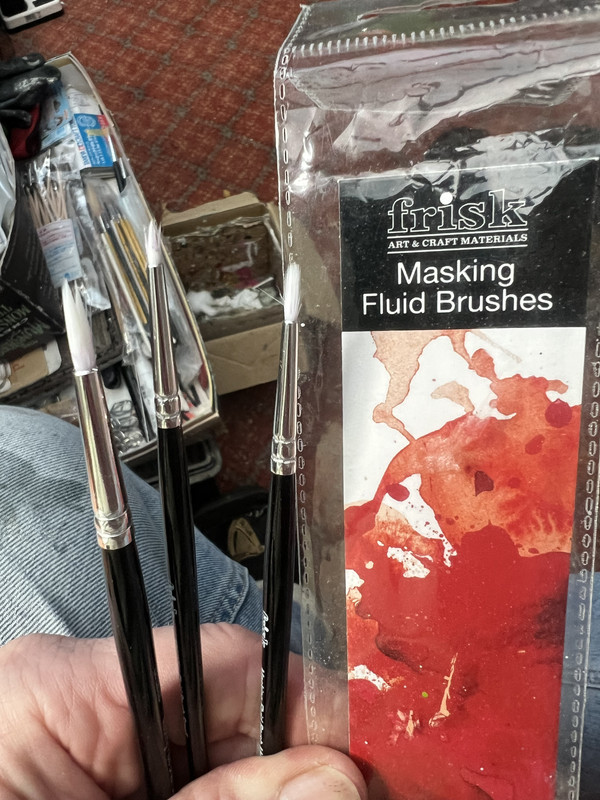 frisk
ART & CRAFT MATERIALS
Masking
Fluid Brushes